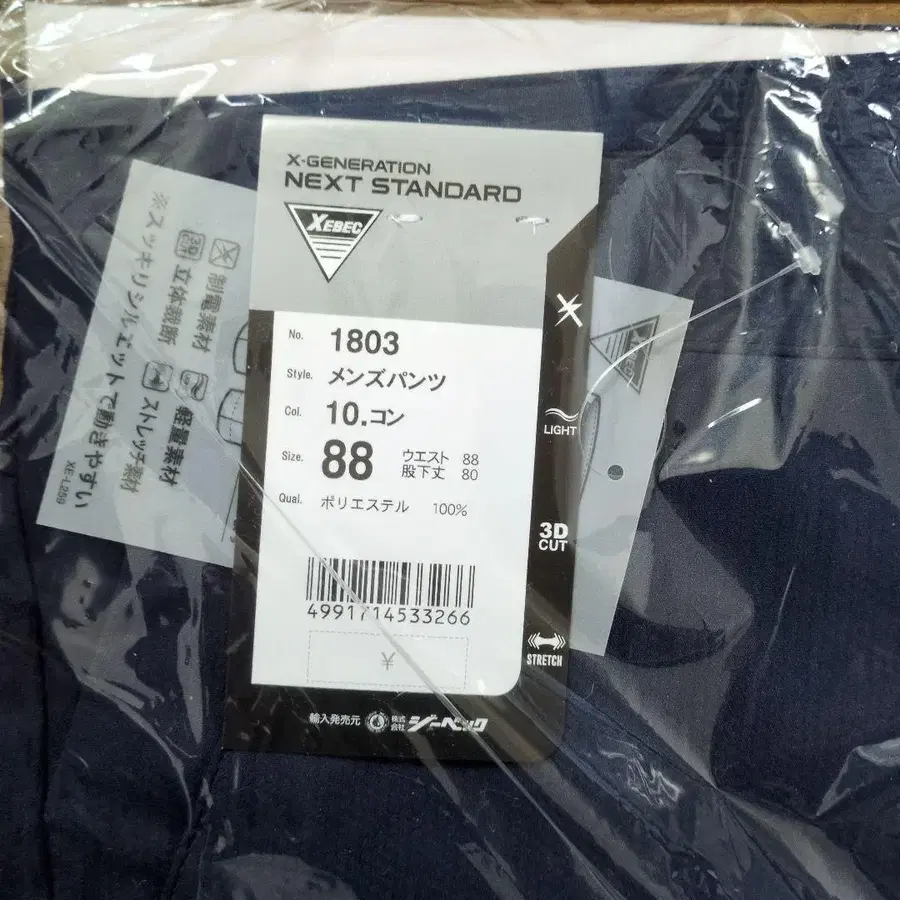 X-GENERATION
NEXT STANDARD
XEBEC
No. 1803
Style. メンズパンツ
Col. 10.コン
Size. 88 ウエスト 88
股下丈 80
Qual. ポリエステル 100%
4991714533266
¥
輸入発売元 株式会社 ジーベック
LIGHT
3D CUT
STRETCH
制電素材
軽量素材
3D CUT 立体裁断
ストレッチ素材
※スッキリシルエットで動きやすい
XE-L259
XEBEC